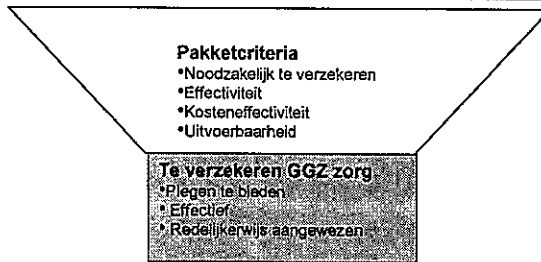 Pakketcriteria
•Noodzakelijk te verzekeren
•Effectiviteit
•Kosteneffectiviteit
•Uitvoerbaarheid
Te verzekeren GGZ zorg
•Plegen te bieden
• Effectief
• Redelijkerwijs aangewezen